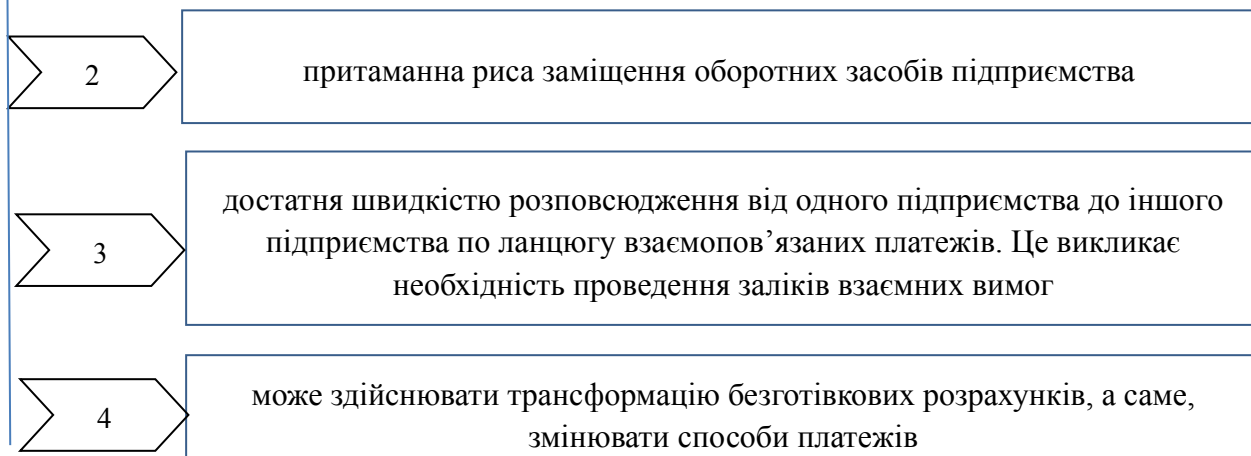 2
притаманна риса заміщення оборотних засобів підприємства
3
достатня швидкістю розповсюдження від одного підприємства до іншого
підприємства по ланцюгу взаємопов’язаних платежів. Це викликає
необхідність проведення заліків взаємних вимог
4
може здійснювати трансформацію безготівкових розрахунків, а саме,
змінювати способи платежів